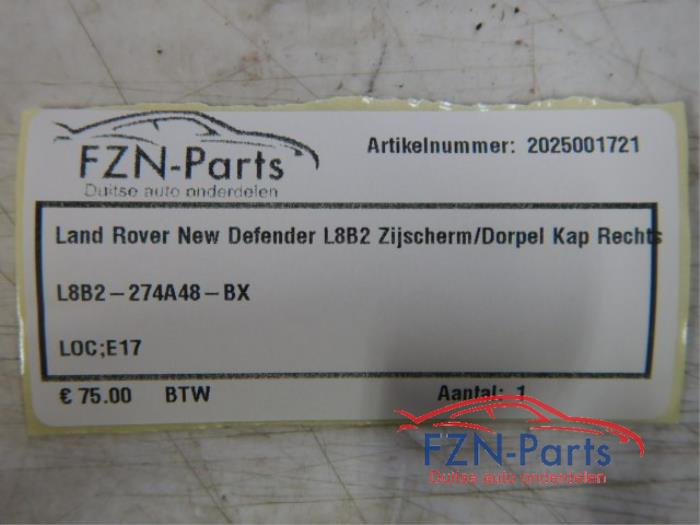 FZN-Parts
Duitse auto onderdelen
Artikelnummer: 2025001721
Land Rover New Defender L8B2 Zijscherm/Dorpel Kap Rechts
L8B2-274A48-BX
LOC;E17
€ 75.00 BTW Aantal: 1
FZN-Parts
Duitse auto onderdelen